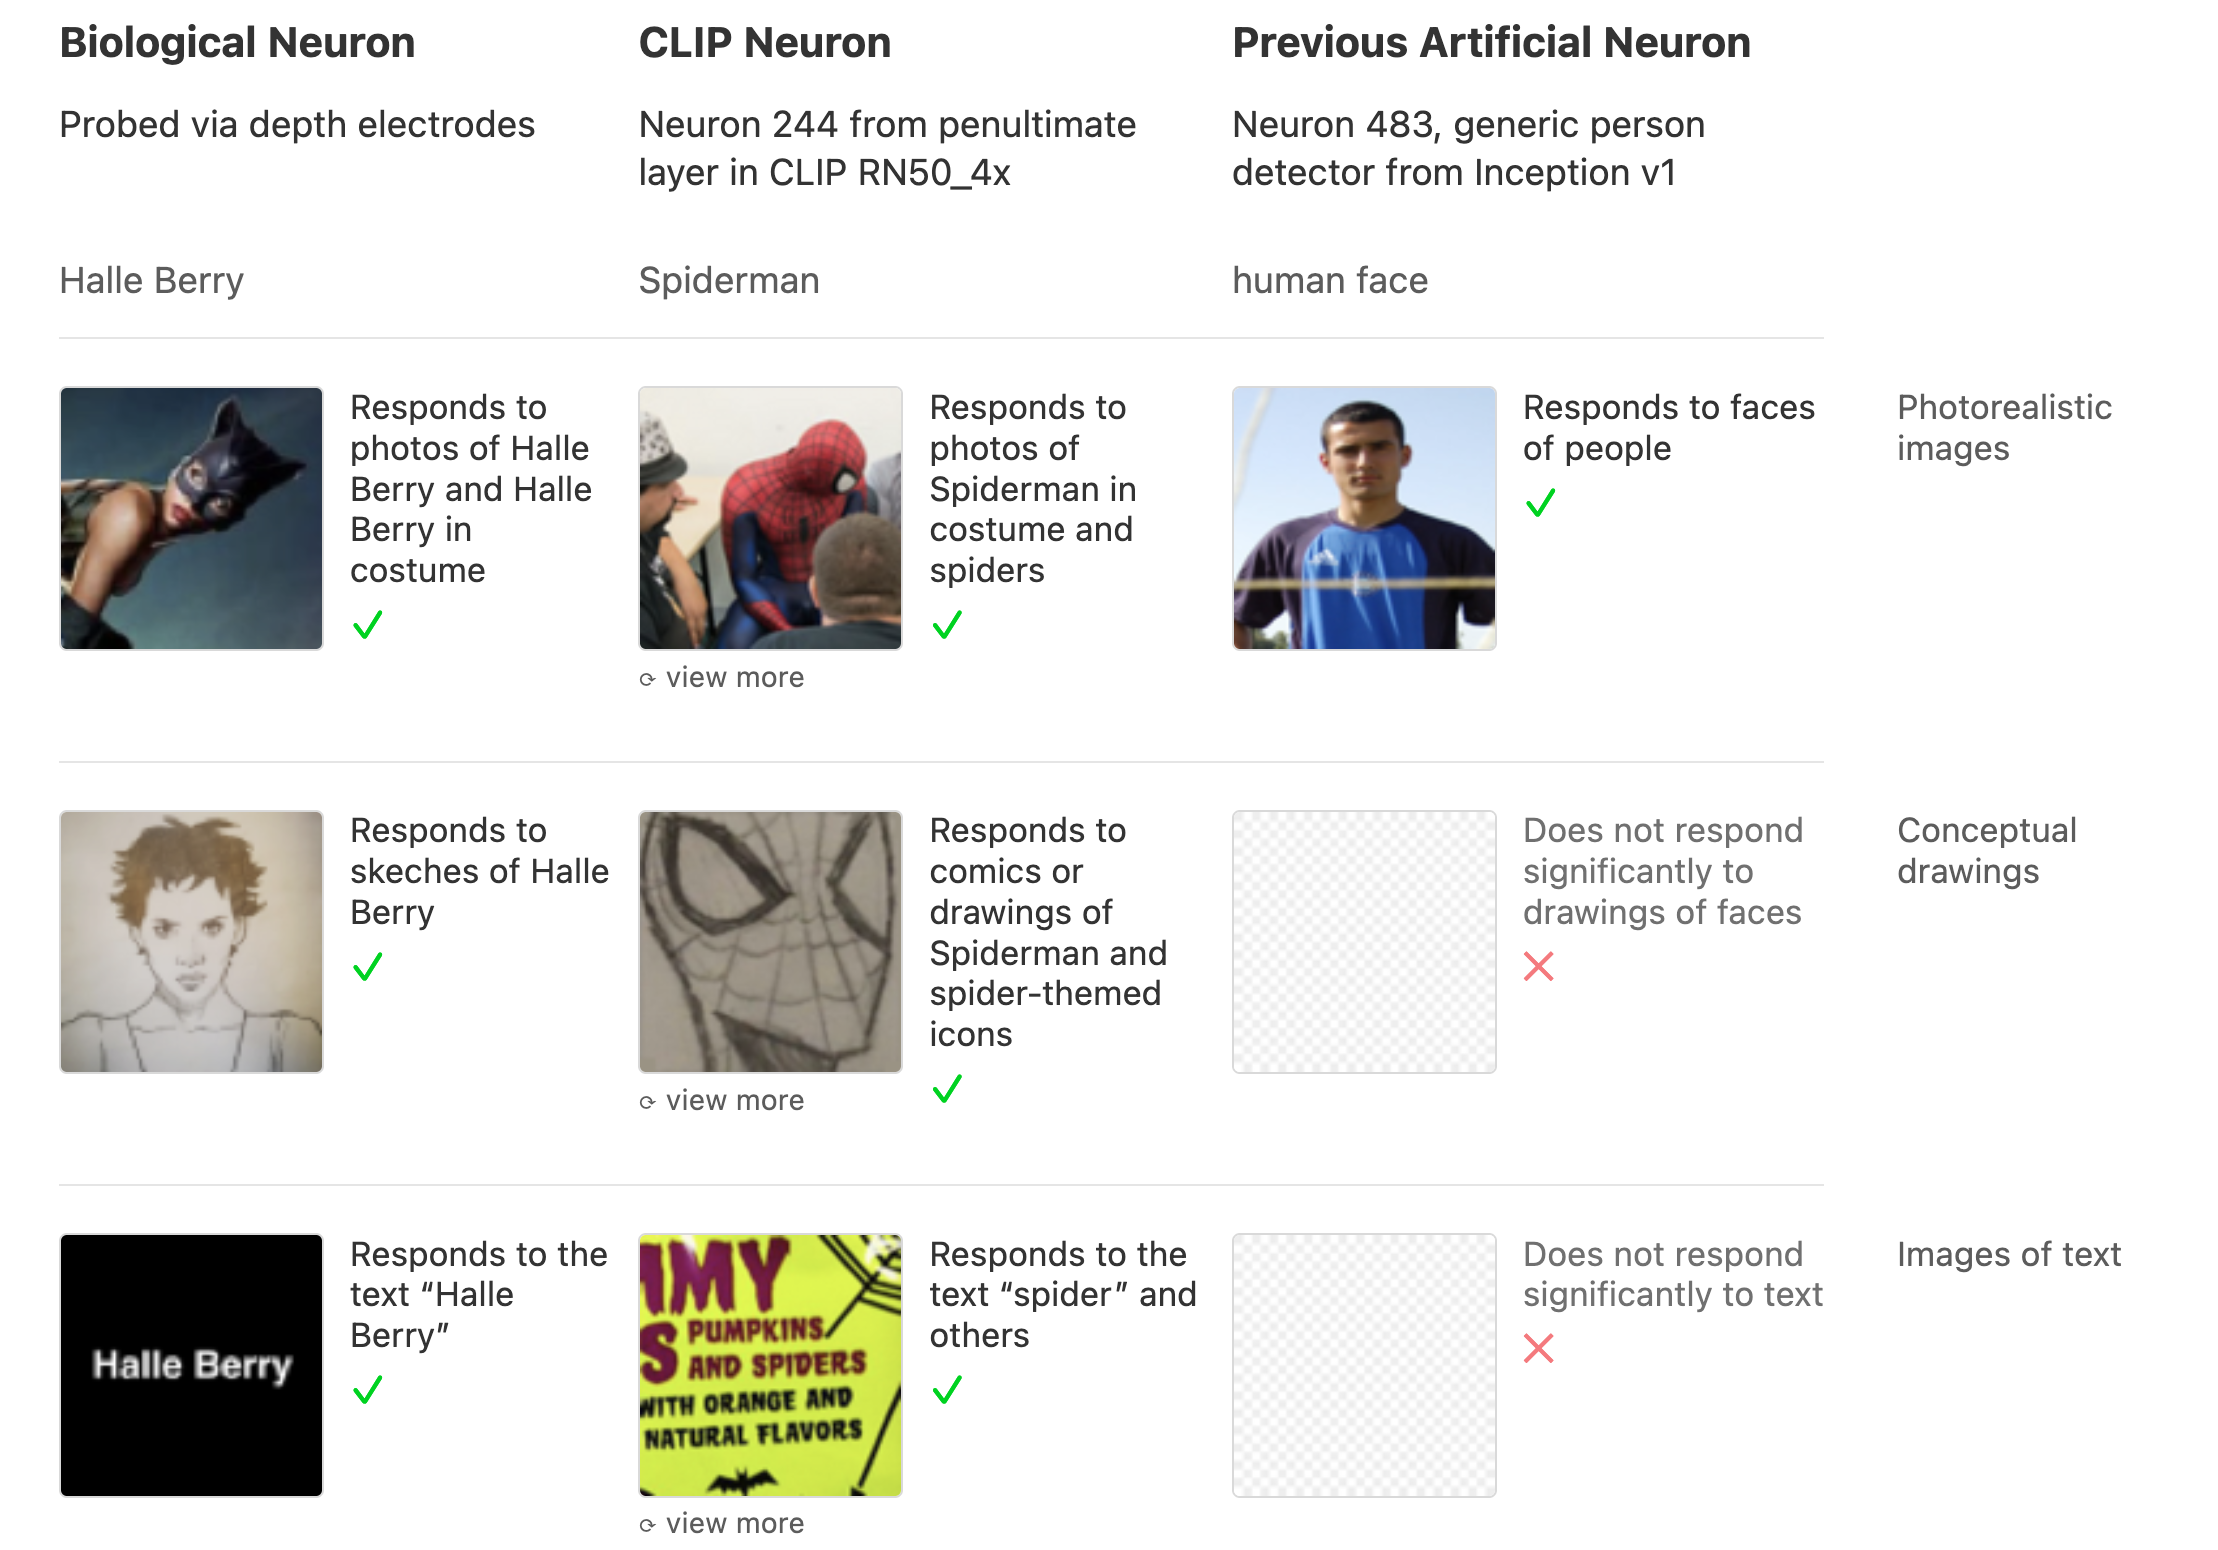 Biological Neuron
CLIP Neuron
Previous Artificial Neuron
Probed via depth electrodes
Neuron 244 from penultimate
layer in CLIP RN50_4x
Neuron 483, generic person
detector from Inception v1
Halle Berry
Spiderman
human face
Responds to
photos of Halle
Berry and Halle
Berry in
costume
Responds to
photos of
Spiderman in
costume and
spiders
view more
Responds to faces
of people
Photorealistic
images
Responds to
skeches of Halle
Berry
Responds to
comics or
drawings of
Spiderman and
spider-themed
icons
view more
Does not respond
significantly to
drawings of faces
Conceptual
drawings
Halle Berry
Responds to the
text “Halle
Berry”
MMY
S PUMPKINS
AND SPIDERS
WITH ORANGE AND
NATURAL FLAVORS
Responds to the
text “spider” and
others
view more
Does not respond
significantly to text
Images of text